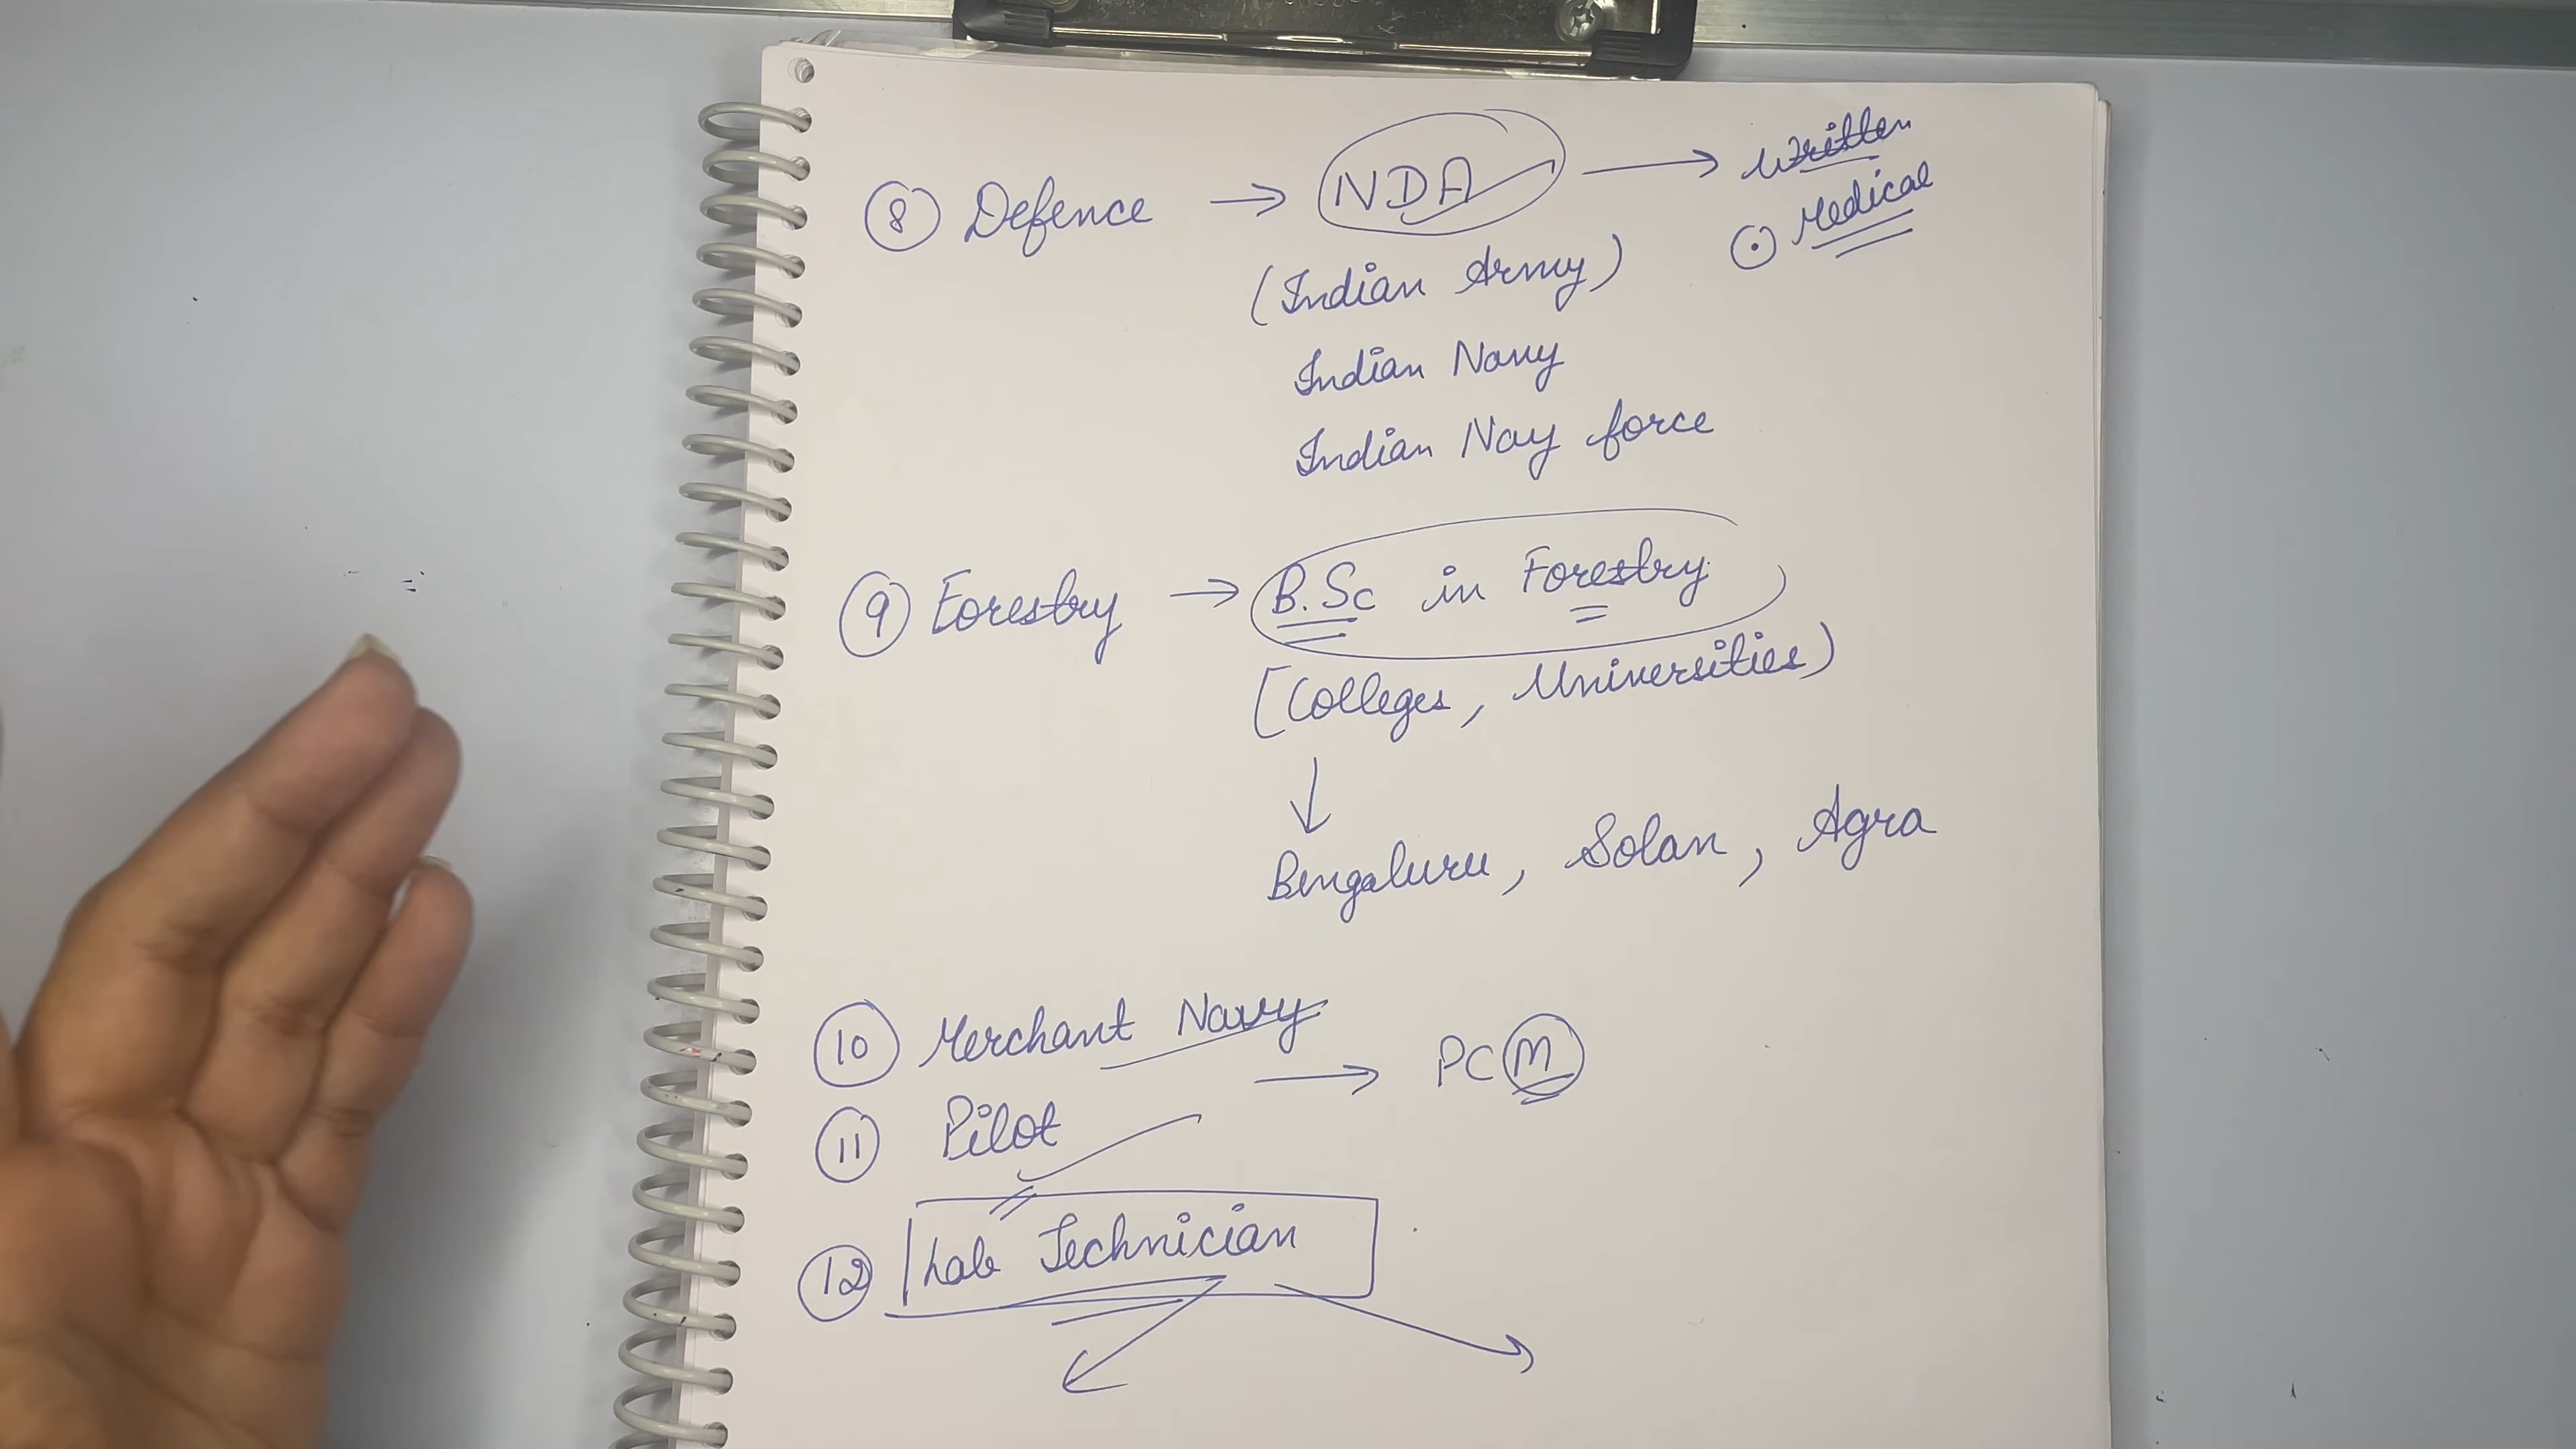 8 Defence → NDA → Written
Medical
(Indian Army)
Indian Navy
Indian Nay force
9 Forestry → B.Sc in Forestry
[Colleges, Universities)
↓
Bengaluru, Solan, Agra
10 Merchant Navy
→ PCM
11 Pilot
12 Lab Technician